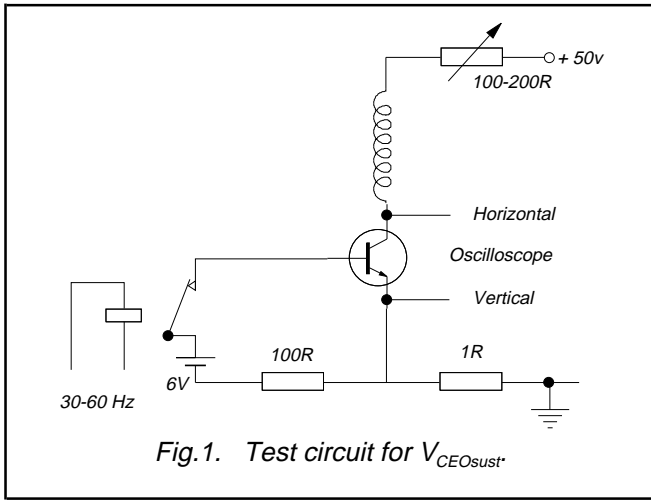 + 50v
100-200R
Horizontal
Oscilloscope
Vertical
100R
1R
6V
30-60 Hz
Fig.1. Test circuit for VCEOsust.